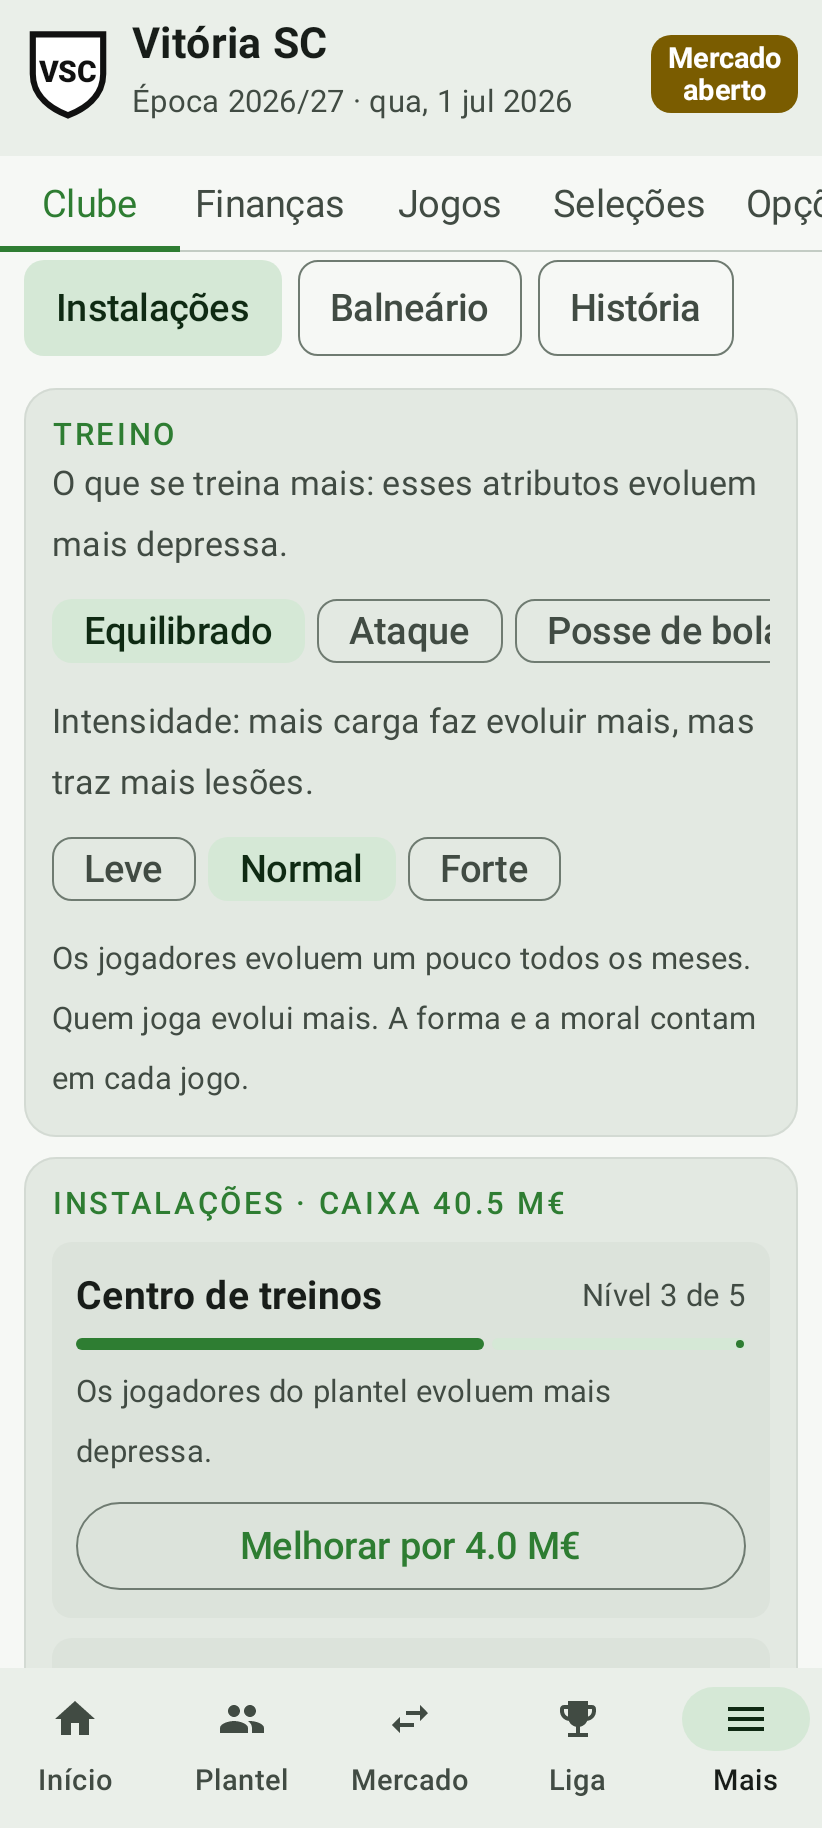 VSC
Vitória SC
Época 2026/27 · qua, 1 jul 2026
Mercado
aberto
Clube Finanças Jogos Seleções Opçõ
Instalações Balneário História
TREINO
O que se treina mais: esses atributos evoluem
mais depressa.
Equilibrado Ataque Posse de bola
Intensidade: mais carga faz evoluir mais, mas
traz mais lesões.
Leve Normal Forte
Os jogadores evoluem um pouco todos os meses.
Quem joga evolui mais. A forma e a moral contam
em cada jogo.
INSTALAÇÕES · CAIXA 40.5 M€
Centro de treinos Nível 3 de 5
Os jogadores do plantel evoluem mais
depressa.
Melhorar por 4.0 M€
Início Plantel Mercado Liga Mais